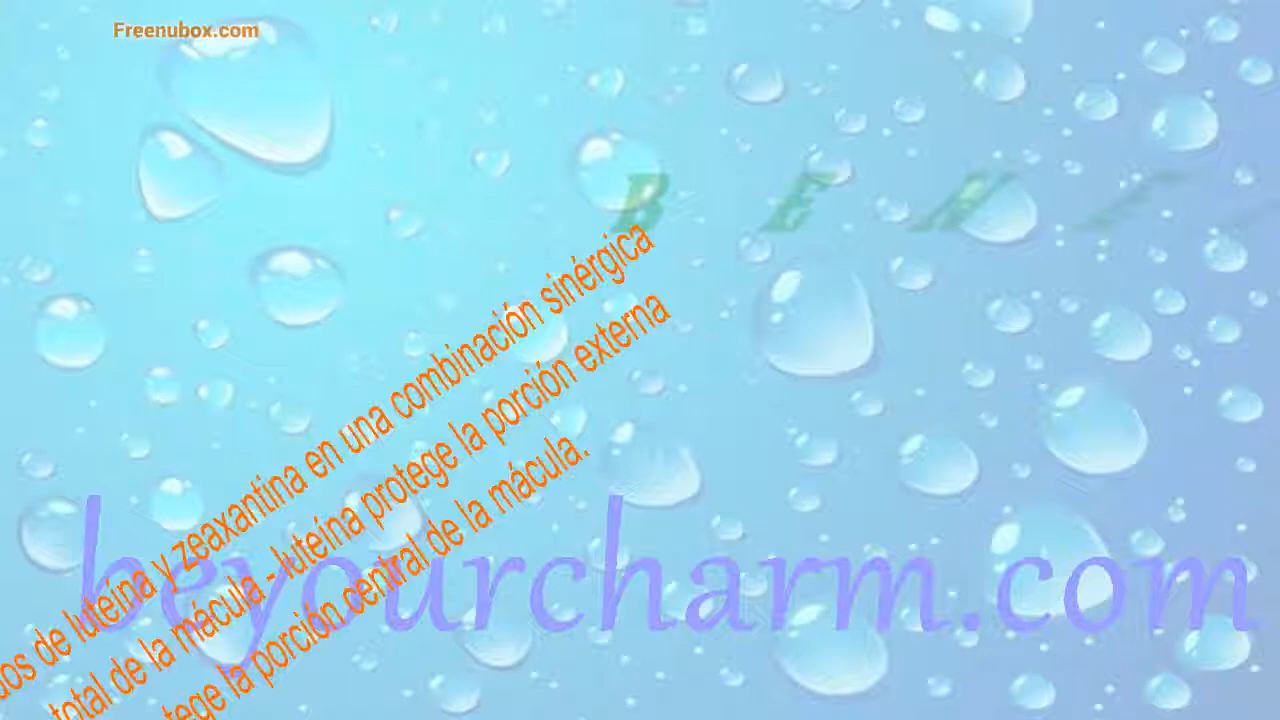 Freenubox.com
B E N E
dos de luteína y zeaxantina en una combinación sinérgica
total de la mácula - luteína protege la porción externa
tege la porción central de la mácula.
beyourcharm.com